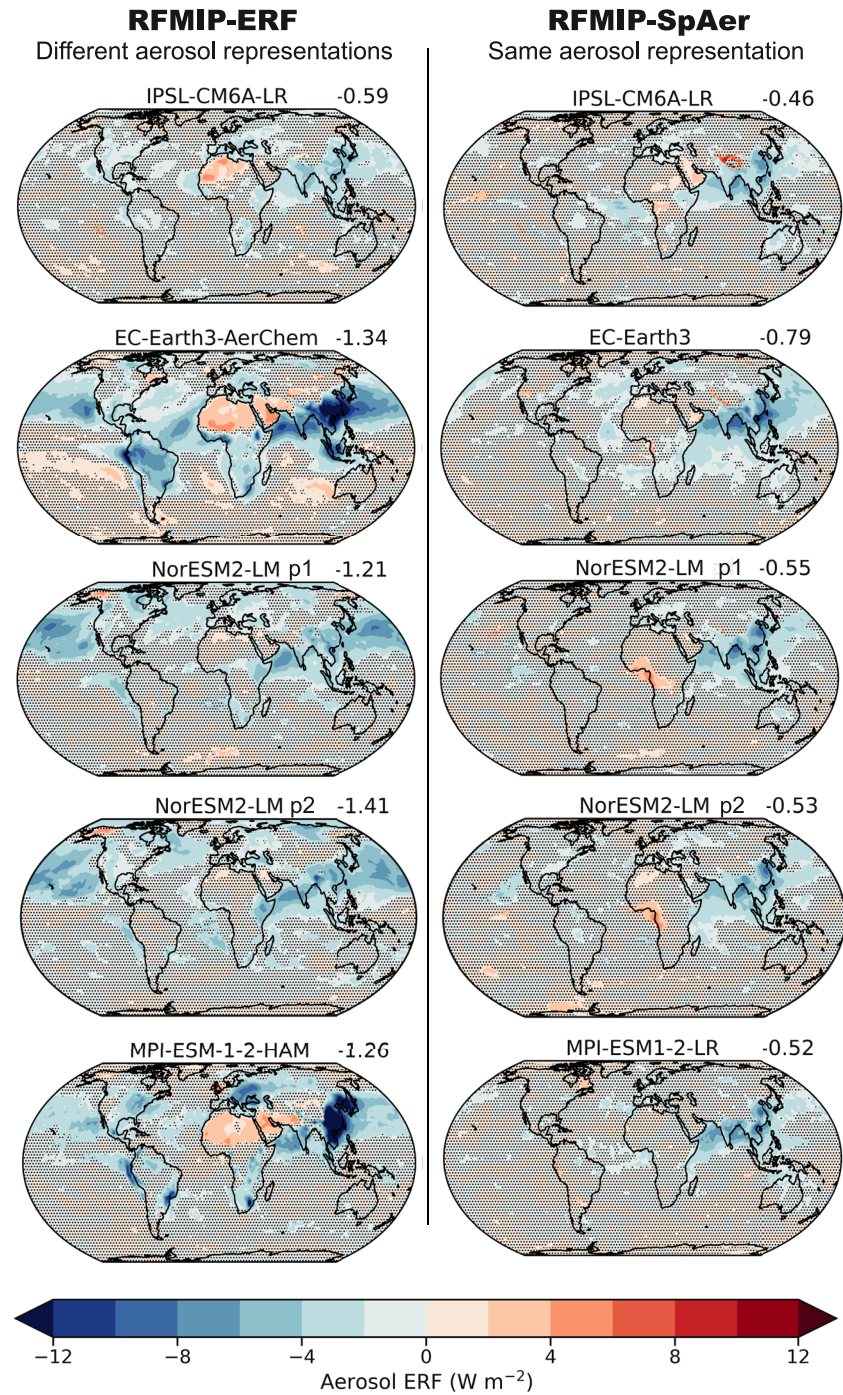 RFMIP-ERF
Different aerosol representations
RFMIP-SpAer
Same aerosol representation
IPSL-CM6A-LR -0.59
IPSL-CM6A-LR -0.46
EC-Earth3-AerChem -1.34
EC-Earth3 -0.79
NorESM2-LM p1 -1.21
NorESM2-LM p1 -0.55
NorESM2-LM p2 -1.41
NorESM2-LM p2 -0.53
MPI-ESM-1-2-HAM -1.26
MPI-ESM1-2-LR -0.52
−12 −8 −4 0 4 8 12
Aerosol ERF (W m⁻²)